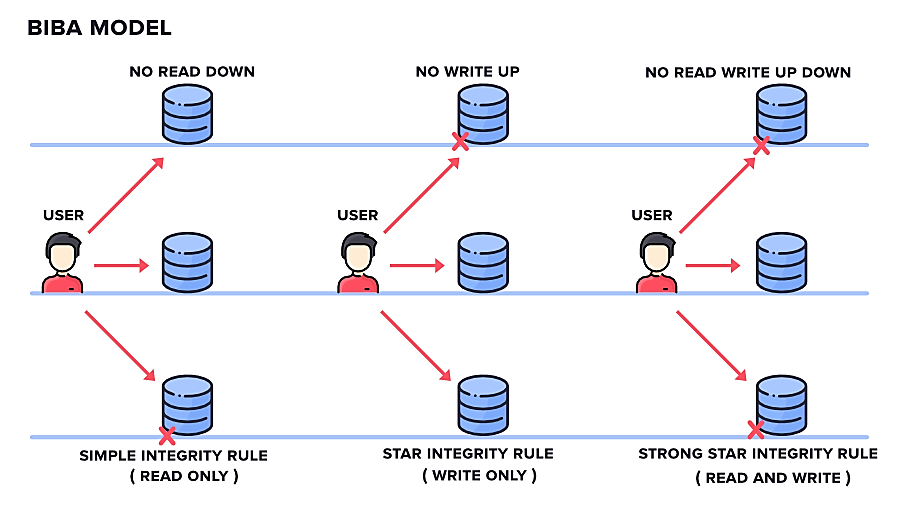 BIBA MODEL
NO READ DOWN
NO WRITE UP
NO READ WRITE UP DOWN
USER
USER
USER
SIMPLE INTEGRITY RULE
( READ ONLY )
STAR INTEGRITY RULE
( WRITE ONLY )
STRONG STAR INTEGRITY RULE
( READ AND WRITE )